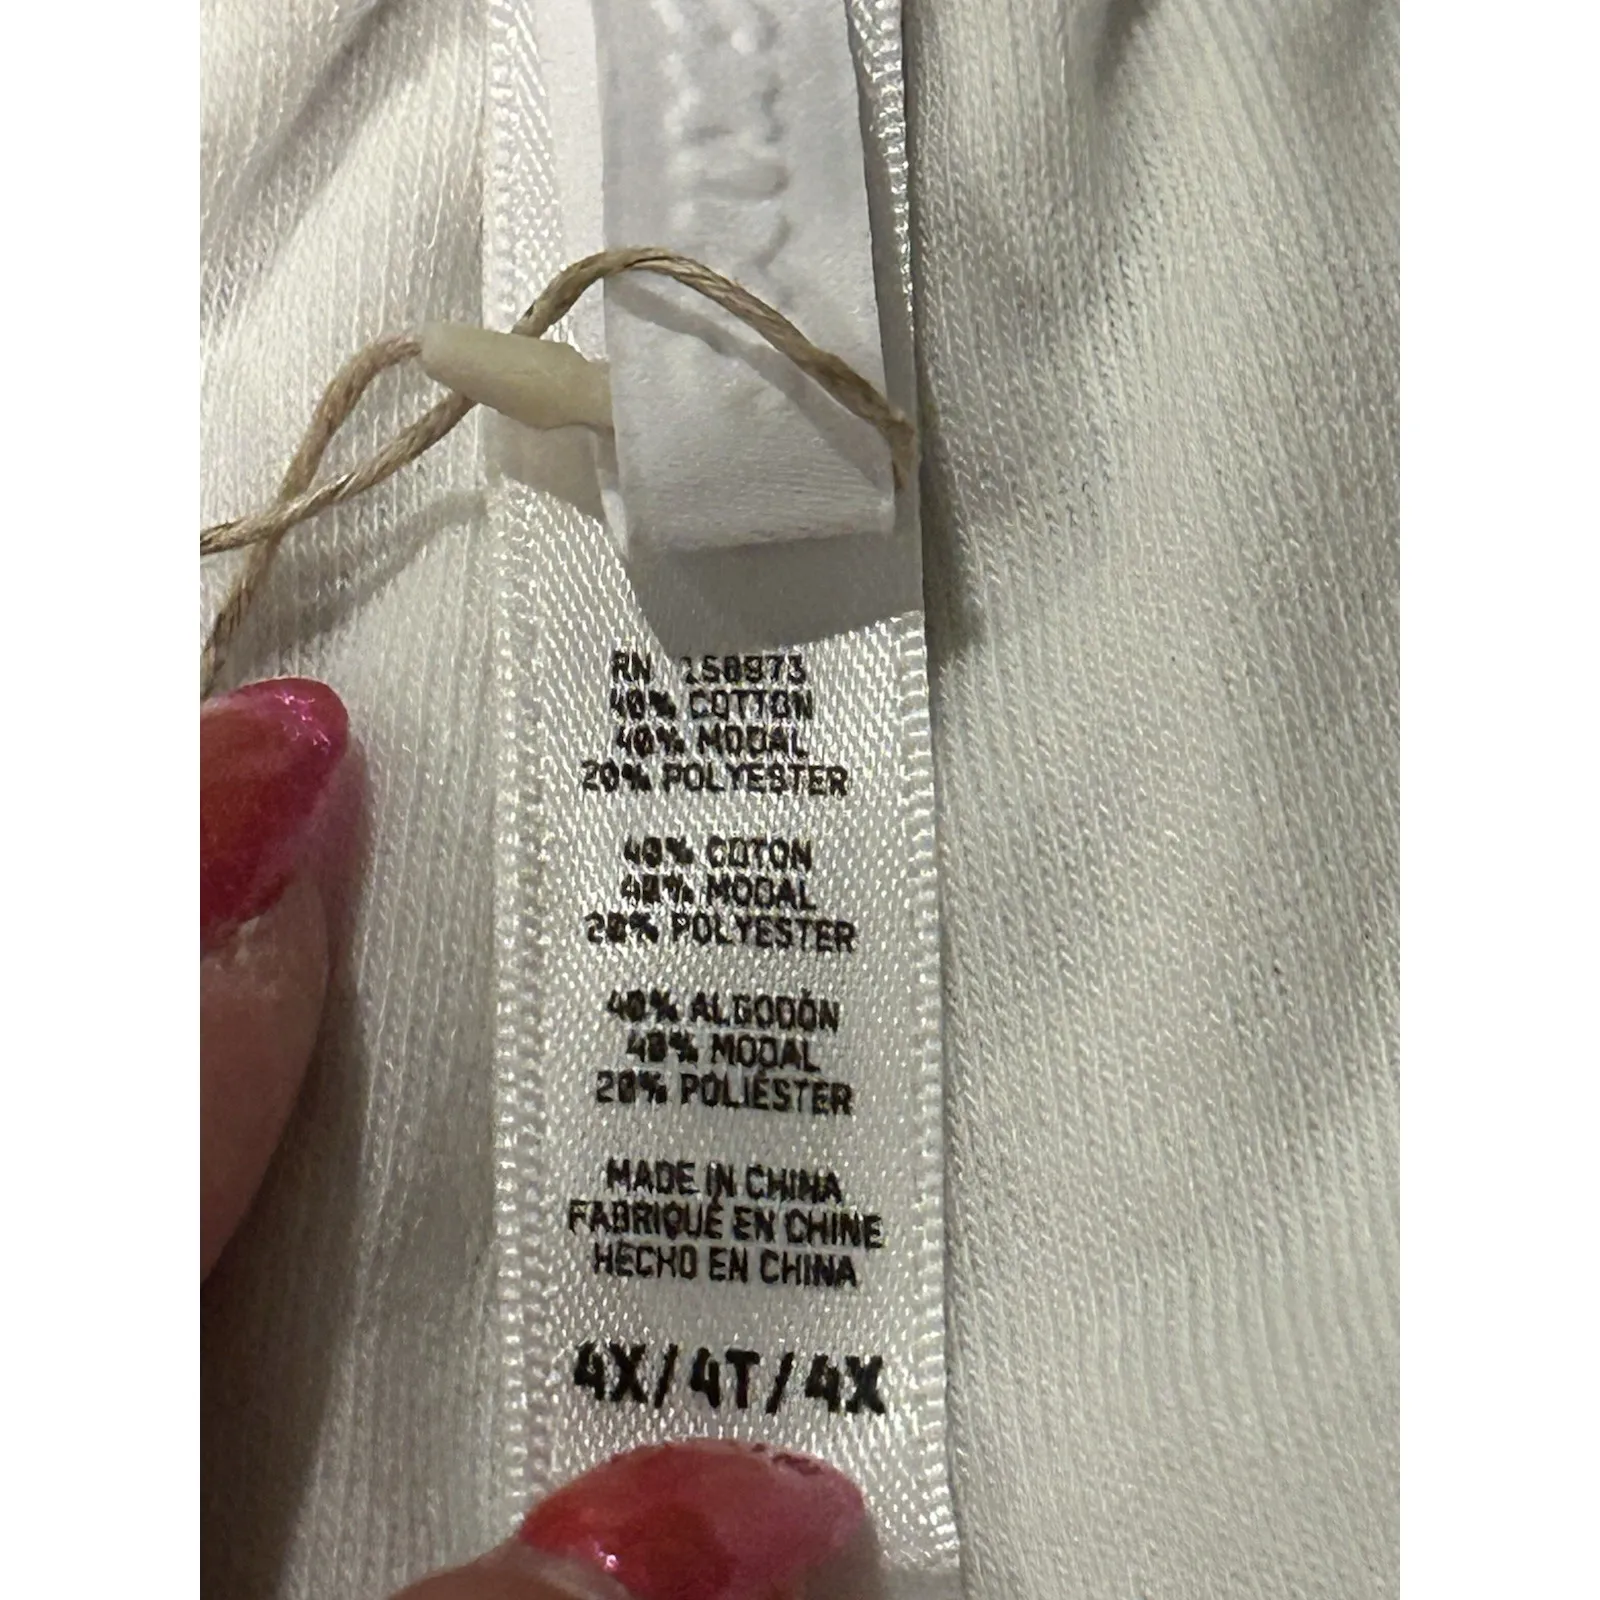 RN 158973
40% COTTON
40% MODAL
20% POLYESTER
40% COTON
40% MODAL
20% POLYESTER
40% ALGODÓN
40% MODAL
20% POLIÉSTER
MADE IN CHINA
FABRIQUÉ EN CHINE
HECHO EN CHINA
4X/4T/4X